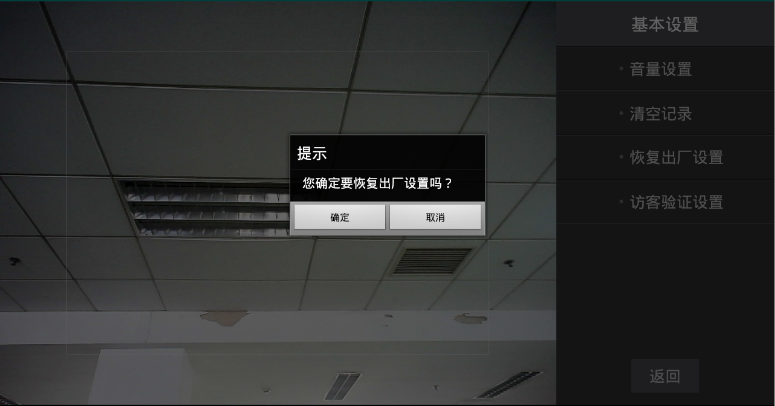 基本设置
• 音量设置
• 清空记录
• 恢复出厂设置
• 访客验证设置
提示
您确定要恢复出厂设置吗？
确定
取消
返回